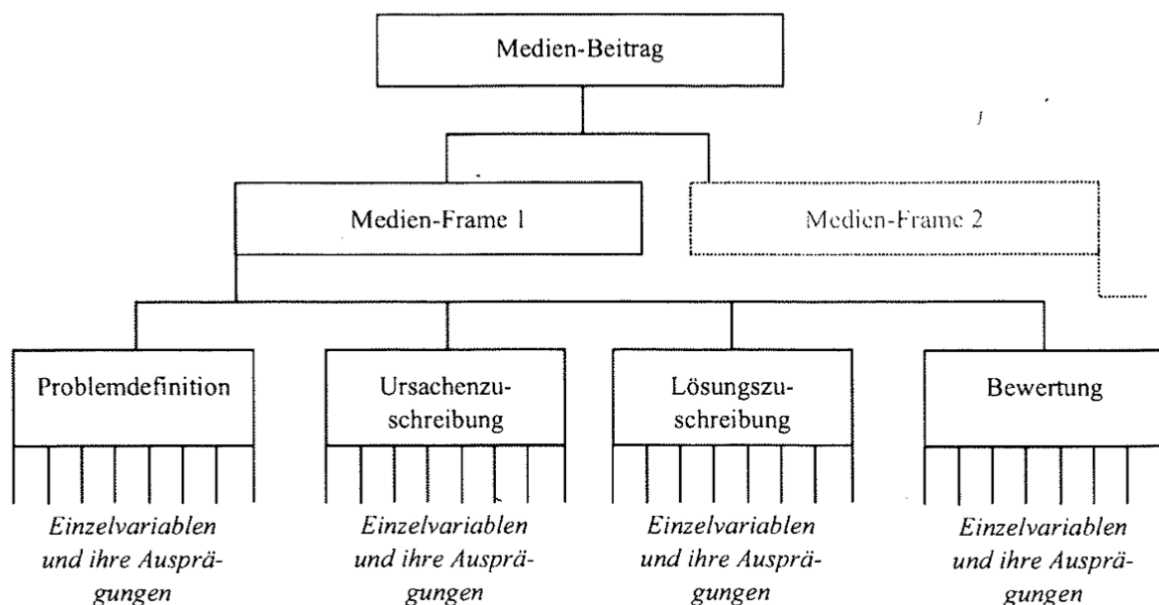 Medien-Beitrag
Medien-Frame 1
Medien-Frame 2
Problemdefinition
Ursachenzu-
schreibung
Lösungszu-
schreibung
Bewertung
Einzelvariablen
und ihre Ausprä-
gungen
Einzelvariablen
und ihre Ausprä-
gungen
Einzelvariablen
und ihre Ausprä-
gungen
Einzelvariablen
und ihre Ausprä-
gungen